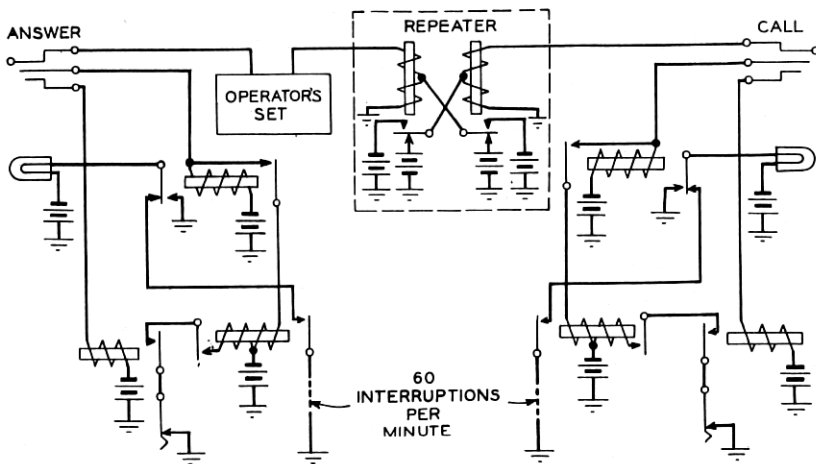 ANSWER
REPEATER
CALL
OPERATOR'S
SET
60
INTERRUPTIONS
PER
MINUTE